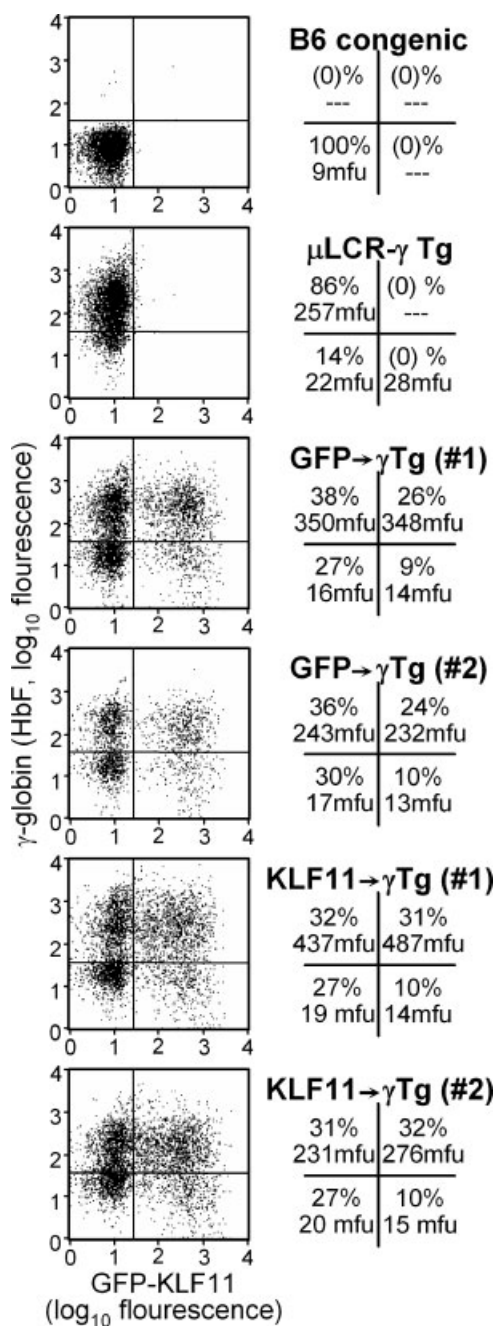 B6 congenic
4
3
2
1
0
0 1 2 3 4
(0)% (0)%
--- ---
100% (0)%
9mfu ---
μLCR-γ Tg
4
3
2
1
0
0 1 2 3 4
86% (0) %
257mfu ---
14% (0) %
22mfu 28mfu
GFP→γTg (#1)
4
3
2
1
0
0 1 2 3 4
38% 26%
350mfu 348mfu
27% 9%
16mfu 14mfu
GFP→γTg (#2)
4
3
2
1
0
0 1 2 3 4
36% 24%
243mfu 232mfu
30% 10%
17mfu 13mfu
KLF11→γTg (#1)
4
3
2
1
0
0 1 2 3 4
32% 31%
437mfu 487mfu
27% 10%
19 mfu 14mfu
KLF11→γTg (#2)
4
3
2
1
0
0 1 2 3 4
31% 32%
231mfu 276mfu
27% 10%
20 mfu 15 mfu
γ-globin (HbF, log10 flourescence)
GFP-KLF11
(log10 flourescence)